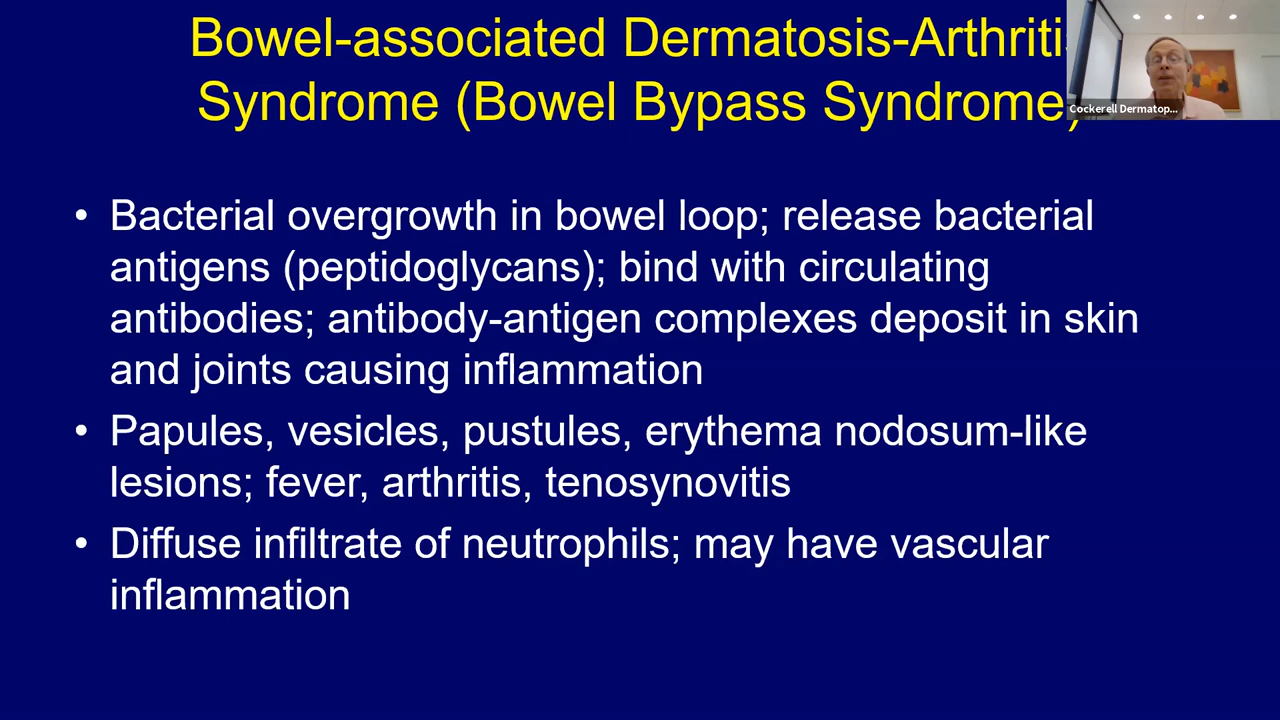 Bowel-associated Dermatosis-Arthritis
Syndrome (Bowel Bypass Syndrome)
Cockerell Dermatop...
• Bacterial overgrowth in bowel loop; release bacterial
antigens (peptidoglycans); bind with circulating
antibodies; antibody-antigen complexes deposit in skin
and joints causing inflammation
• Papules, vesicles, pustules, erythema nodosum-like
lesions; fever, arthritis, tenosynovitis
• Diffuse infiltrate of neutrophils; may have vascular
inflammation